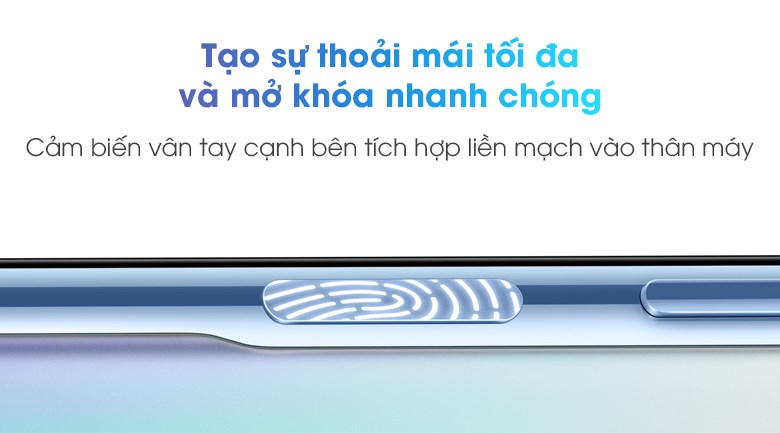 Tạo sự thoải mái tối đa
và mở khóa nhanh chóng
Cảm biến vân tay cạnh bên tích hợp liền mạch vào thân máy